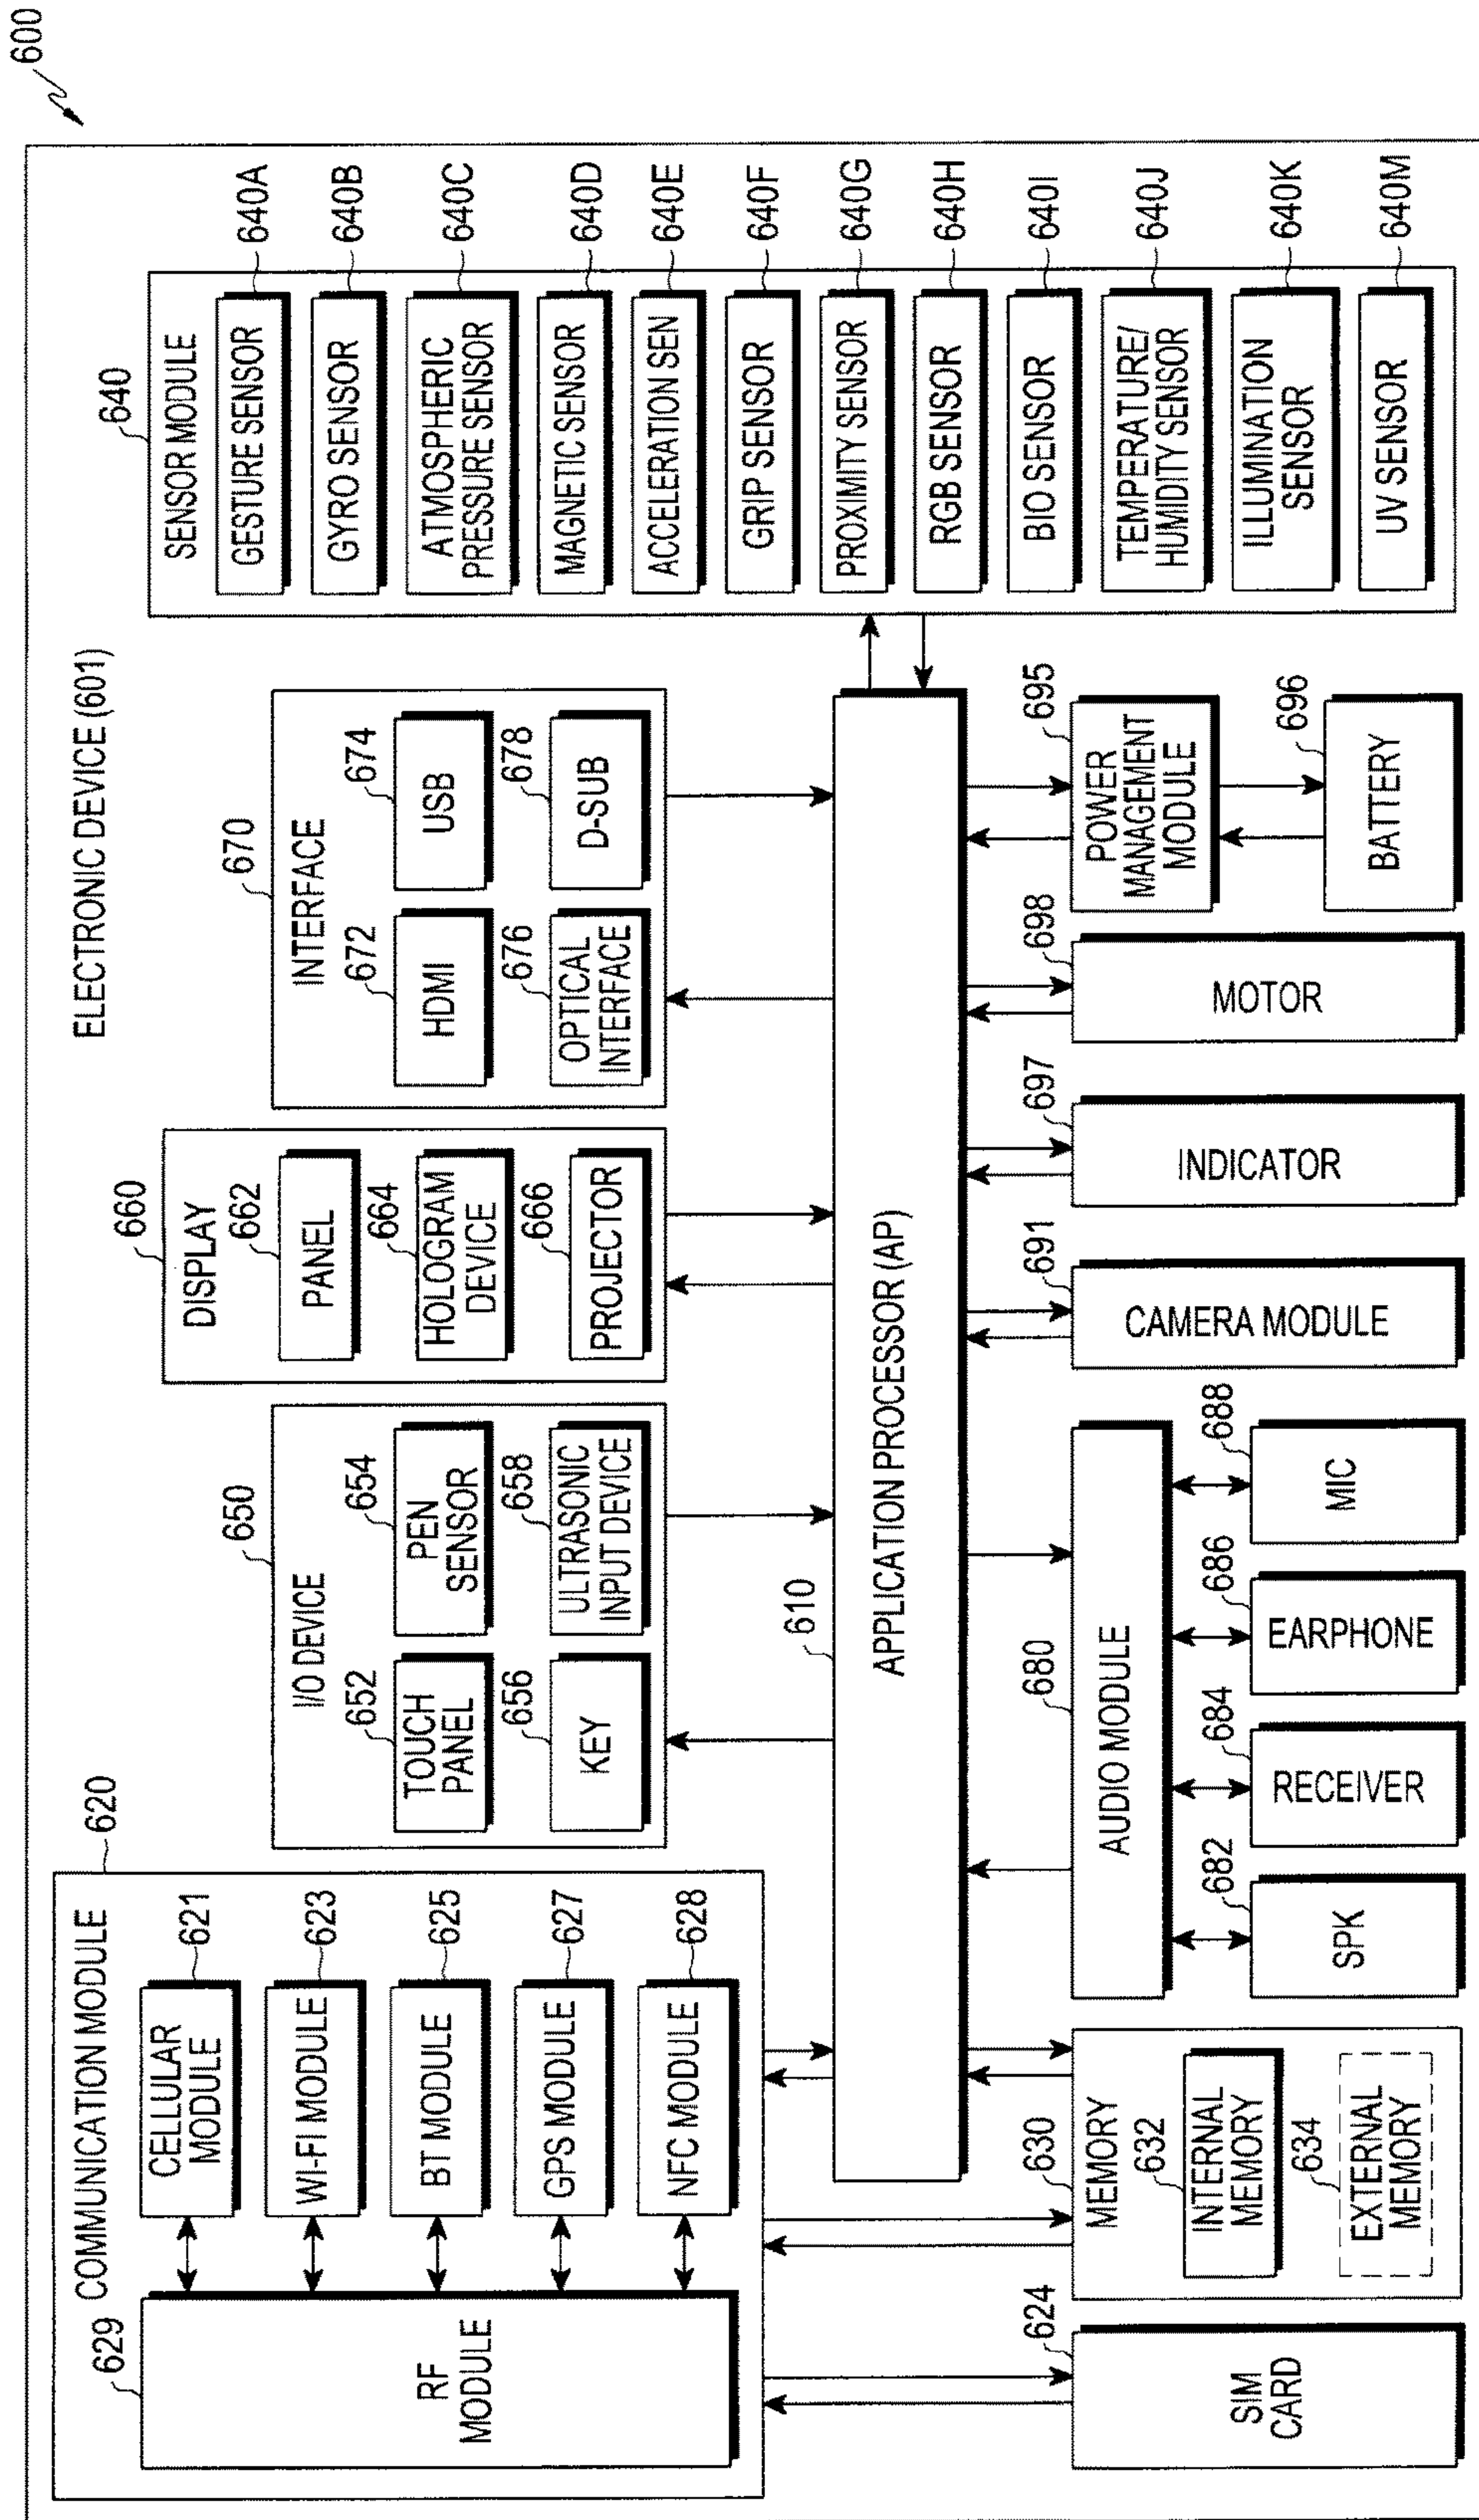 600
ELECTRONIC DEVICE (601)
620
COMMUNICATION MODULE
629
RF
MODULE
CELLULAR
MODULE
621
WI-FI MODULE
623
BT MODULE
625
GPS MODULE
627
NFC MODULE
628
650
I/O DEVICE
652
TOUCH
PANEL
654
PEN
SENSOR
656
KEY
658
ULTRASONIC
INPUT DEVICE
660
DISPLAY
662
PANEL
664
HOLOGRAM
DEVICE
666
PROJECTOR
670
INTERFACE
672
HDMI
674
USB
676
OPTICAL
INTERFACE
678
D-SUB
640
SENSOR MODULE
GESTURE SENSOR
640A
GYRO SENSOR
640B
ATMOSPHERIC
PRESSURE SENSOR
640C
MAGNETIC SENSOR
640D
ACCELERATION SEN
640E
GRIP SENSOR
640F
PROXIMITY SENSOR
640G
RGB SENSOR
640H
BIO SENSOR
640I
TEMPERATURE/
HUMIDITY SENSOR
640J
ILLUMINATION
SENSOR
640K
UV SENSOR
640M
610
APPLICATION PROCESSOR (AP)
624
SIM
CARD
630
MEMORY
632
INTERNAL
MEMORY
634
EXTERNAL
MEMORY
680
AUDIO MODULE
682
SPK
684
RECEIVER
686
EARPHONE
688
MIC
691
CAMERA MODULE
697
INDICATOR
698
MOTOR
695
POWER
MANAGEMENT
MODULE
696
BATTERY